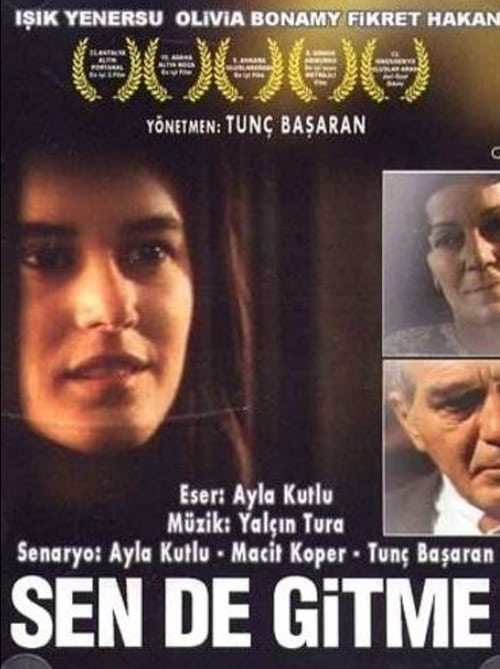 IŞIK YENERSU OLIVIA BONAMY FİKRET HAKAN
YÖNETMEN: TUNÇ BAŞARAN
Eser: Ayla Kutlu
Müzik: Yalçın Tura
Senaryo: Ayla Kutlu - Macit Koper - Tunç Başaran
SEN DE GİTME